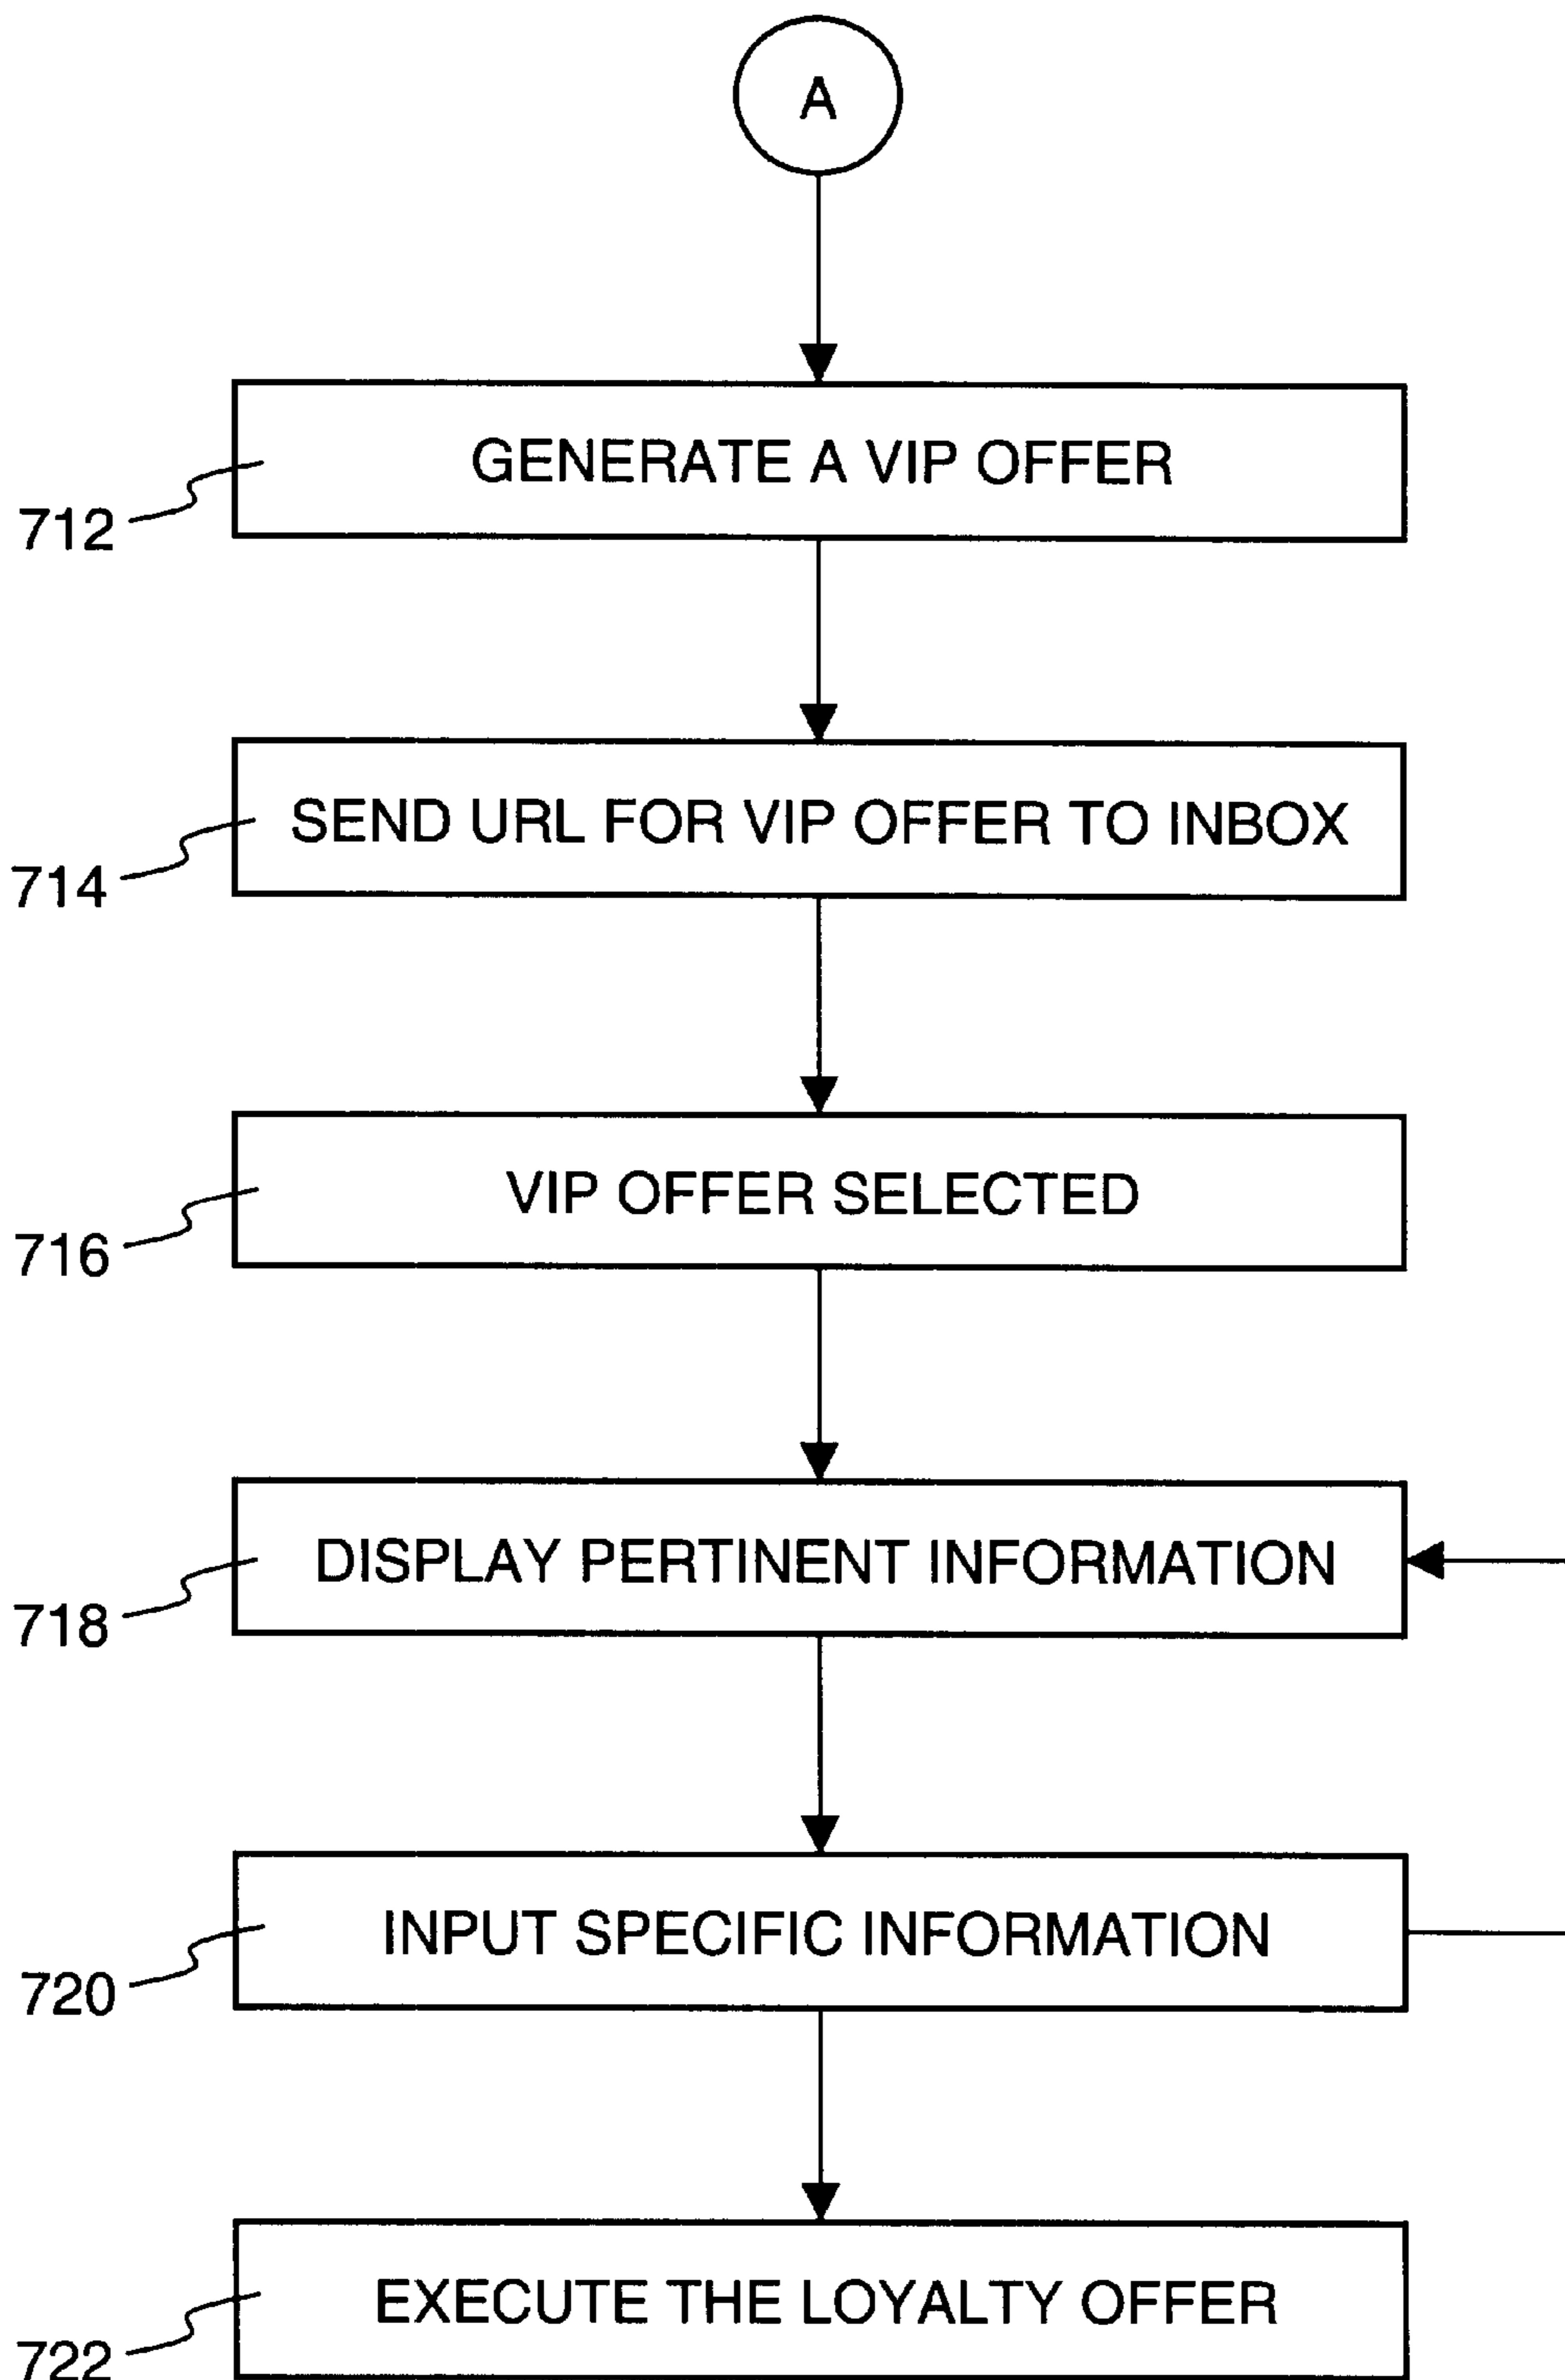 A
GENERATE A VIP OFFER
712
SEND URL FOR VIP OFFER TO INBOX
714
VIP OFFER SELECTED
716
DISPLAY PERTINENT INFORMATION
718
INPUT SPECIFIC INFORMATION
720
EXECUTE THE LOYALTY OFFER
722